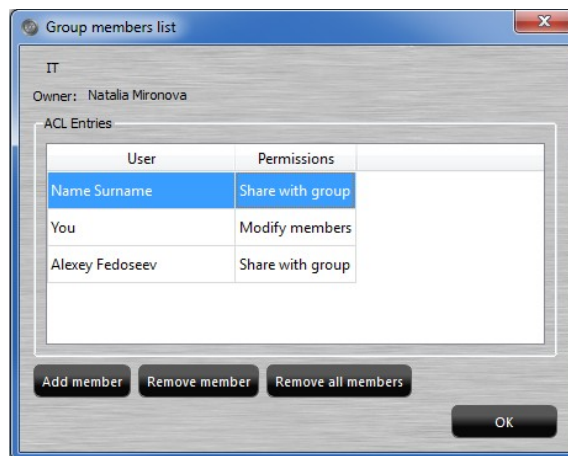 Group members list
IT
Owner: Natalia Mironova
ACL Entries
User Permissions
Name Surname Share with group
You Modify members
Alexey Fedoseev Share with group
Add member Remove member Remove all members
OK